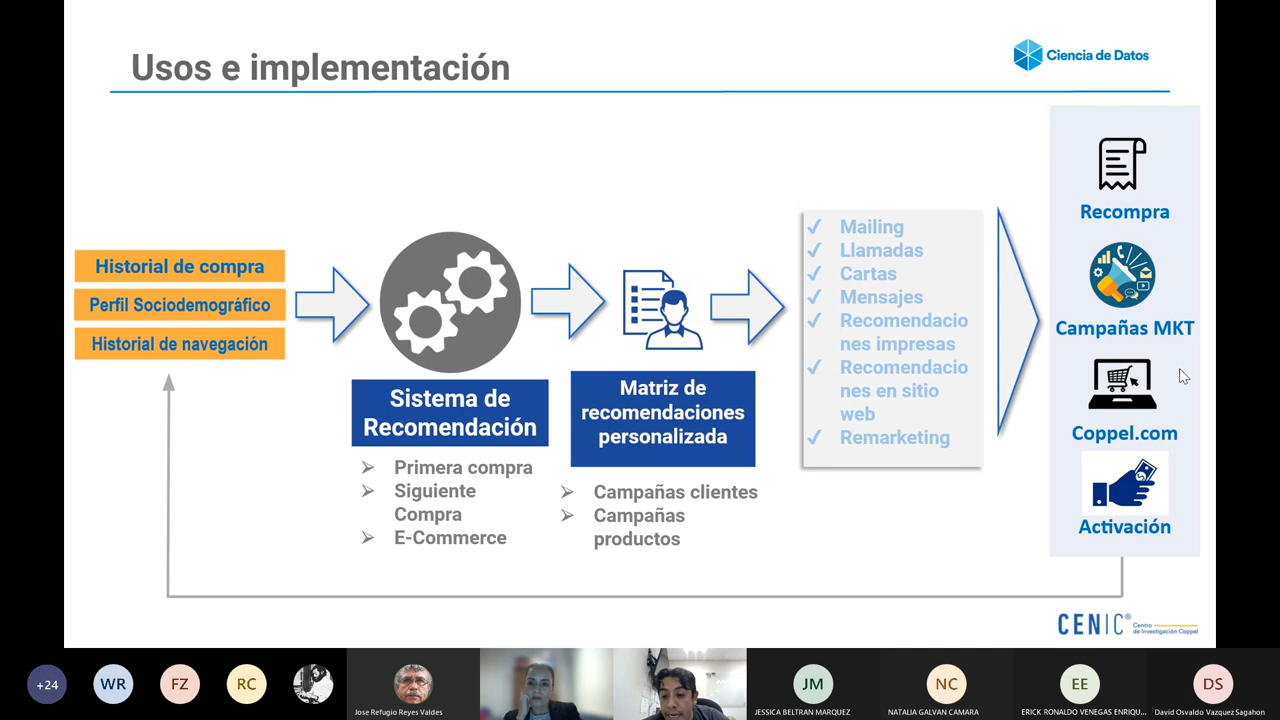 Usos e implementación
Ciencia de Datos
Historial de compra
Perfil Sociodemográfico
Historial de navegación
Sistema de
Recomendación
➢ Primera compra
➢ Siguiente
Compra
➢ E-Commerce
Matriz de
recomendaciones
personalizada
➢ Campañas clientes
➢ Campañas
productos
✓ Mailing
✓ Llamadas
✓ Cartas
✓ Mensajes
✓ Recomendacio
nes impresas
✓ Recomendacio
nes en sitio
web
✓ Remarketing
Recompra
Campañas MKT
Coppel.com
Activación
CENIC®
Centro
de Investigación Coppel
+24
WR
FZ
RC
Jose Refugio Reyes Valdes
JM
JESSICA BELTRAN MARQUEZ
NC
NATALIA GALVAN CAMARA
EE
ERICK RONALDO VENEGAS ENRIQU...
DS
David Osvaldo Vazquez Sagahon